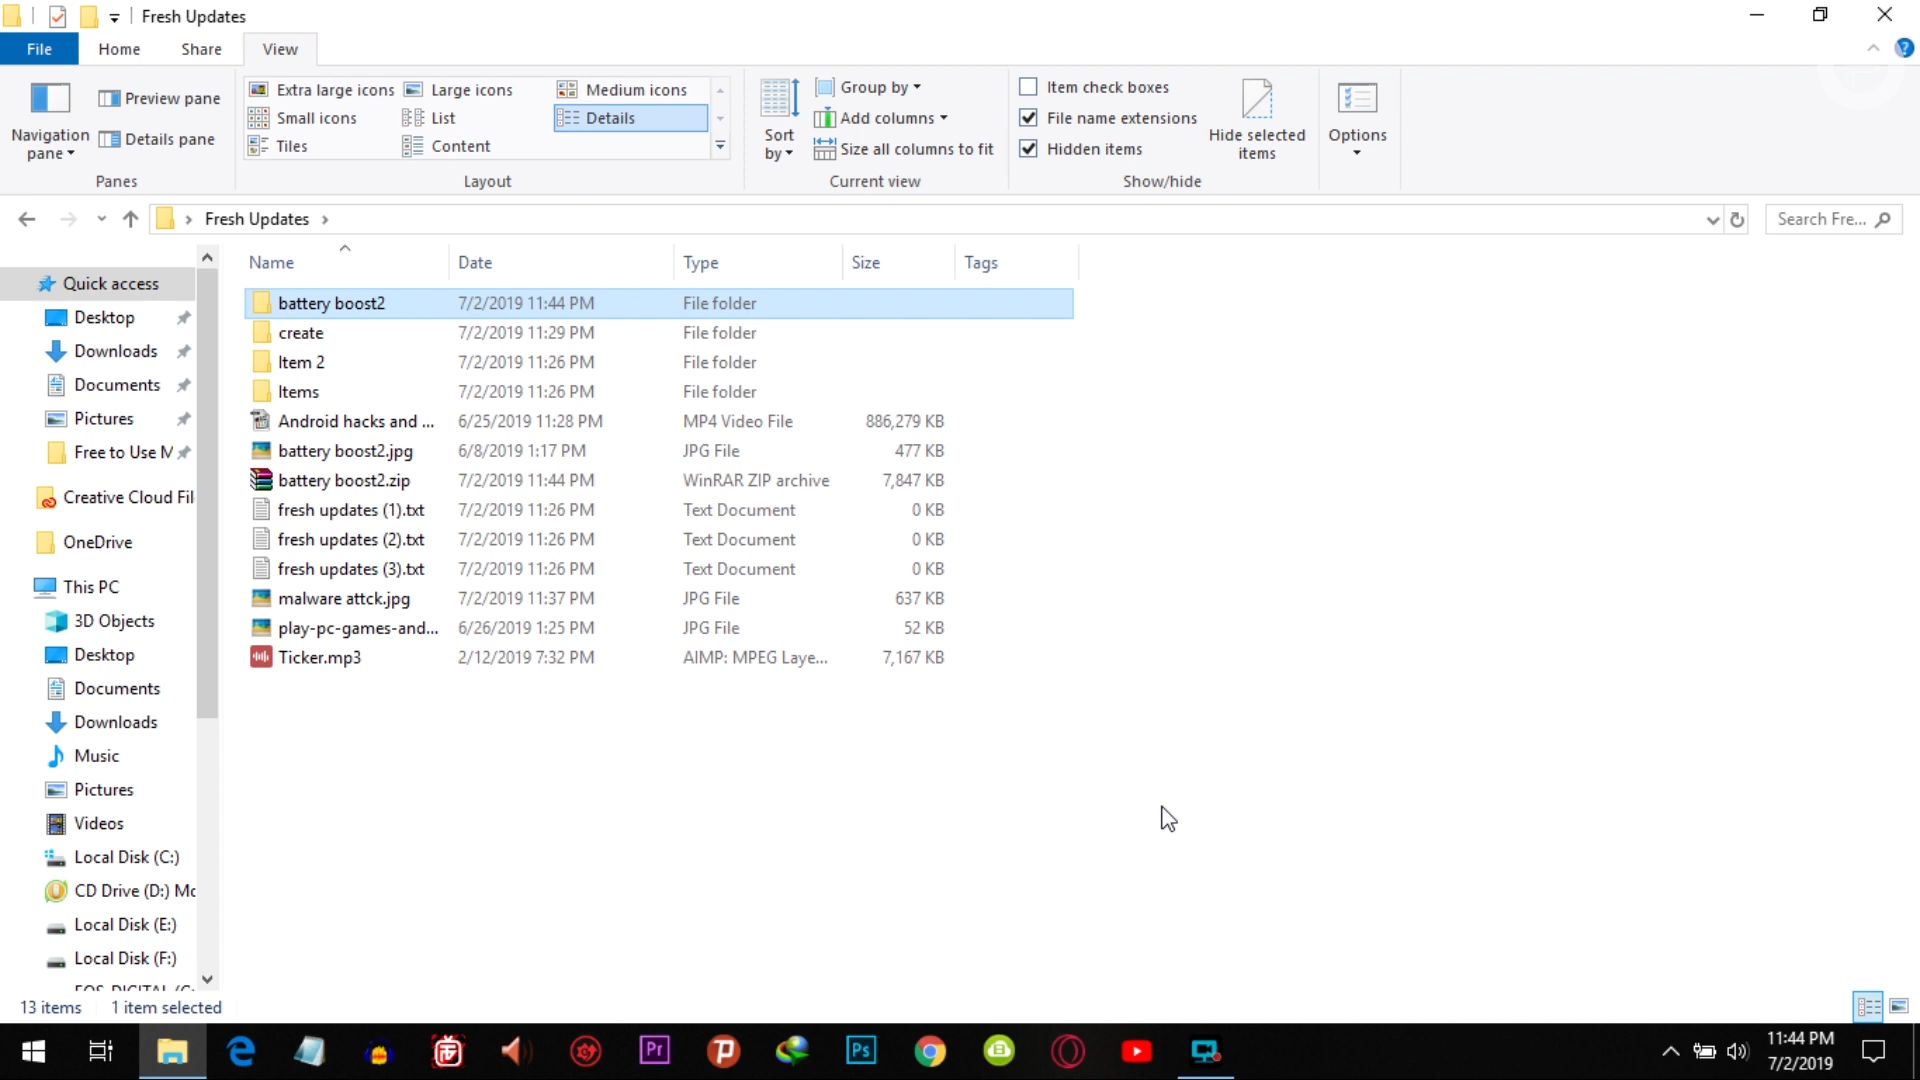 Fresh Updates
File Home Share View
Navigation pane
Preview pane
Details pane
Panes
Extra large icons Large icons Medium icons
Small icons List Details
Tiles Content
Layout
Sort by
Group by
Add columns
Size all columns to fit
Current view
Item check boxes
File name extensions
Hidden items
Hide selected items
Show/hide
Options
Fresh Updates
Search Fre...
Quick access
Desktop
Downloads
Documents
Pictures
Free to Use M
Creative Cloud Fil
OneDrive
This PC
3D Objects
Desktop
Documents
Downloads
Music
Pictures
Videos
Local Disk (C:)
CD Drive (D:) Mc
Local Disk (E:)
Local Disk (F:)
Name Date Type Size Tags
battery boost2 7/2/2019 11:44 PM File folder
create 7/2/2019 11:29 PM File folder
Item 2 7/2/2019 11:26 PM File folder
Items 7/2/2019 11:26 PM File folder
Android hacks and ... 6/25/2019 11:28 PM MP4 Video File 886,279 KB
battery boost2.jpg 6/8/2019 1:17 PM JPG File 477 KB
battery boost2.zip 7/2/2019 11:44 PM WinRAR ZIP archive 7,847 KB
fresh updates (1).txt 7/2/2019 11:26 PM Text Document 0 KB
fresh updates (2).txt 7/2/2019 11:26 PM Text Document 0 KB
fresh updates (3).txt 7/2/2019 11:26 PM Text Document 0 KB
malware attck.jpg 7/2/2019 11:37 PM JPG File 637 KB
play-pc-games-and... 6/26/2019 1:25 PM JPG File 52 KB
Ticker.mp3 2/12/2019 7:32 PM AIMP: MPEG Laye... 7,167 KB
13 items 1 item selected
Pr
Ps
11:44 PM
7/2/2019